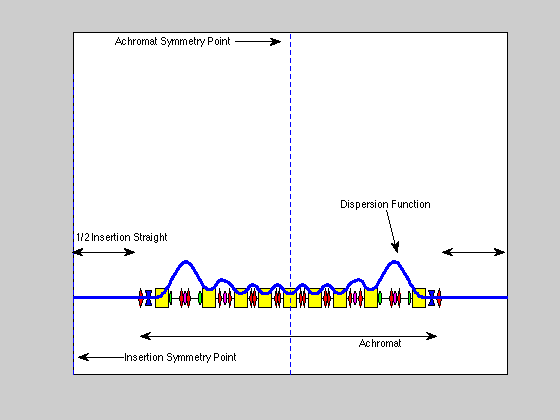 Achromat Symmetry Point
Dispersion Function
1/2 Insertion Straight
Achromat
Insertion Symmetry Point